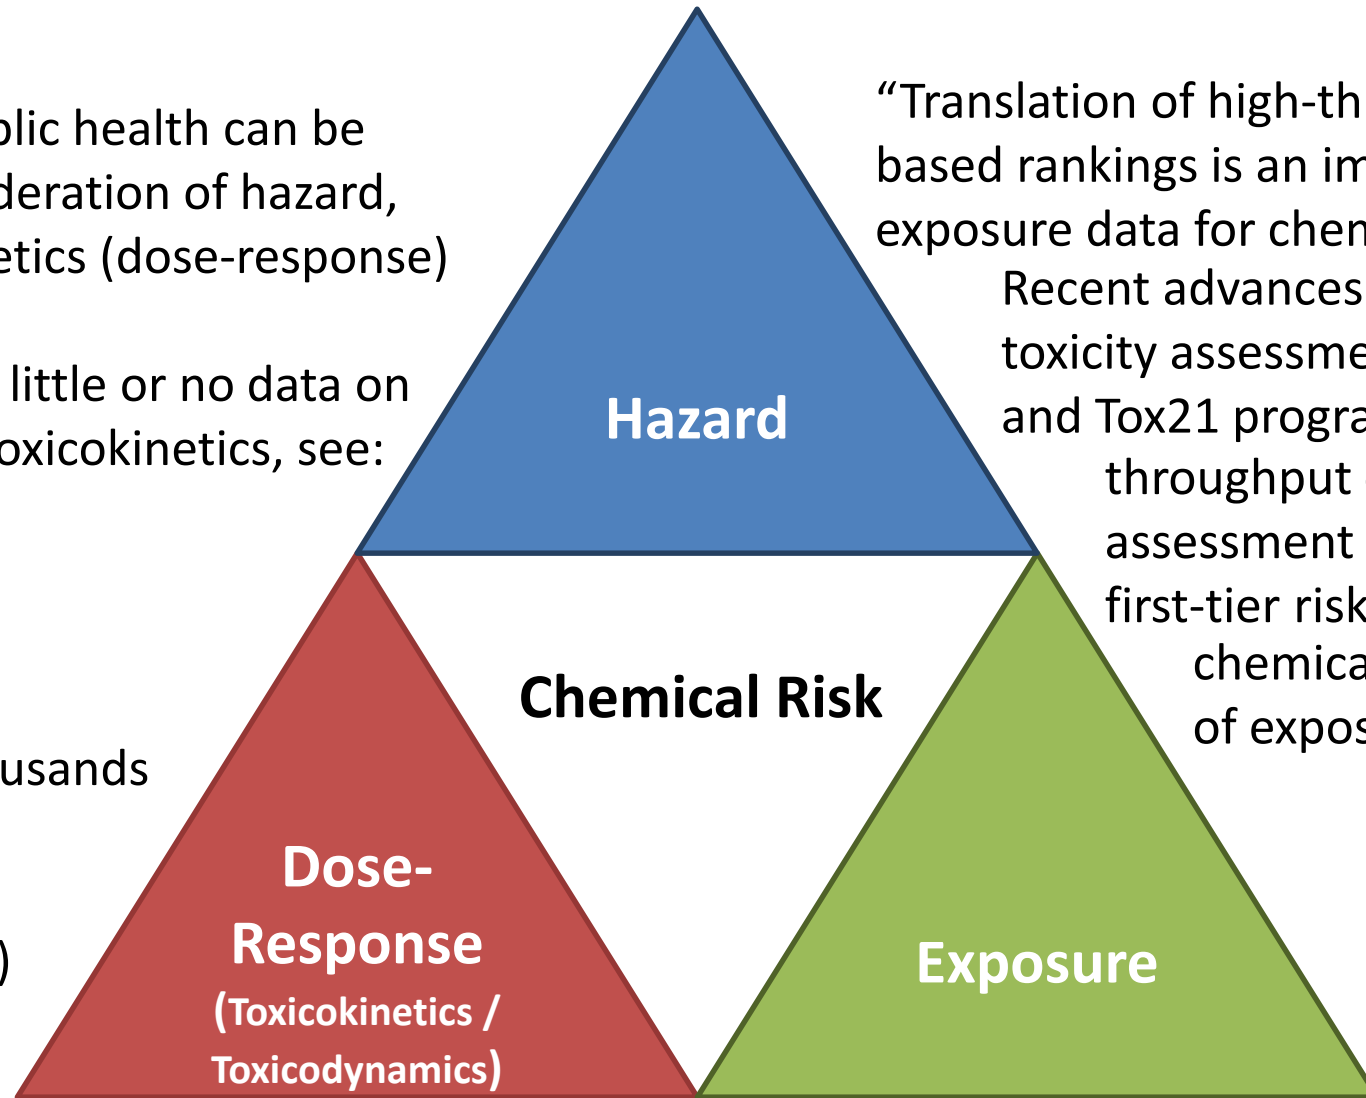 blic health can be
deration of hazard,
etics (dose-response)
little or no data on
oxicokinetics, see:
usands
)
Hazard
Chemical Risk
Dose-
Response
(Toxicokinetics /
Toxicodynamics)
Exposure
“Translation of high-th
based rankings is an im
exposure data for chem
Recent advances
toxicity assessme
and Tox21 progra
throughput
assessment
first-tier risk
chemica
of expos